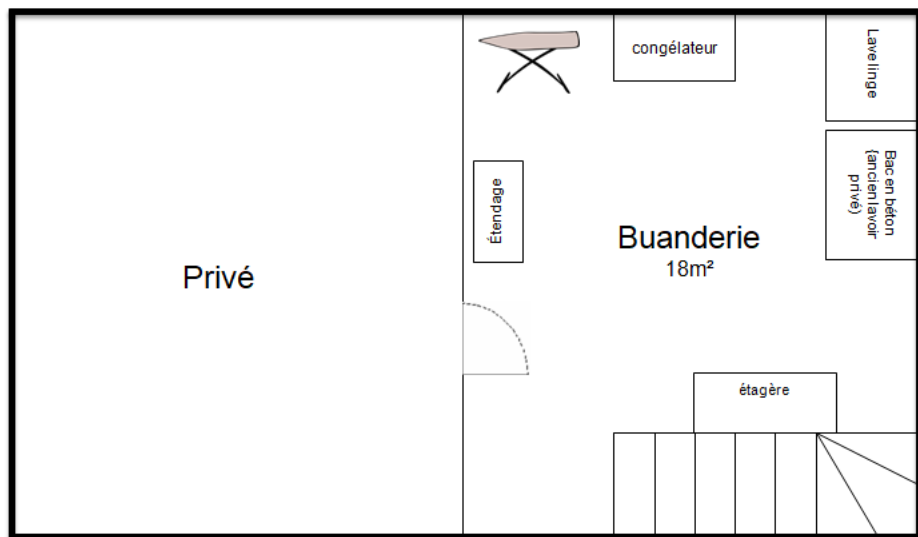 congélateur
Lave linge
Bac en béton
(ancien lavoir
privé)
Étendage
Buanderie
18m²
Privé
étagère